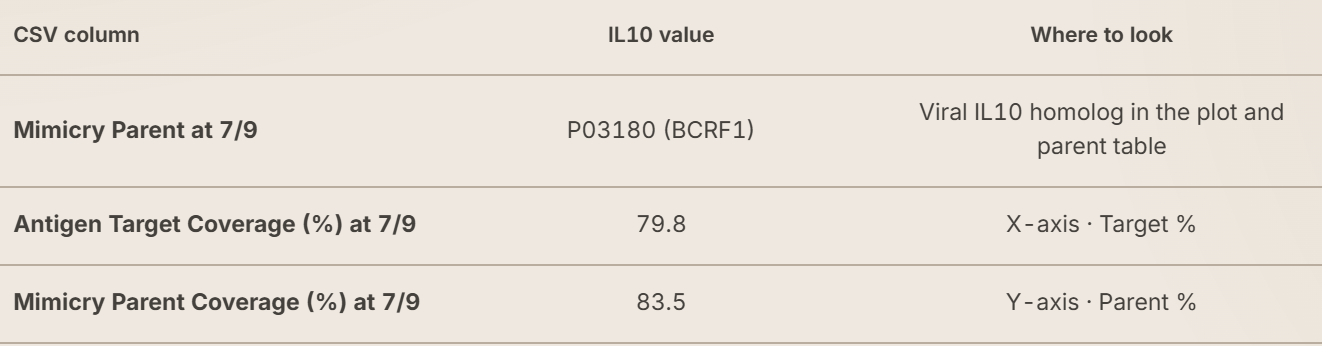 CSV column IL10 value Where to look
Mimicry Parent at 7/9 P03180 (BCRF1) Viral IL10 homolog in the plot and
parent table
Antigen Target Coverage (%) at 7/9 79.8 X-axis · Target %
Mimicry Parent Coverage (%) at 7/9 83.5 Y-axis · Parent %